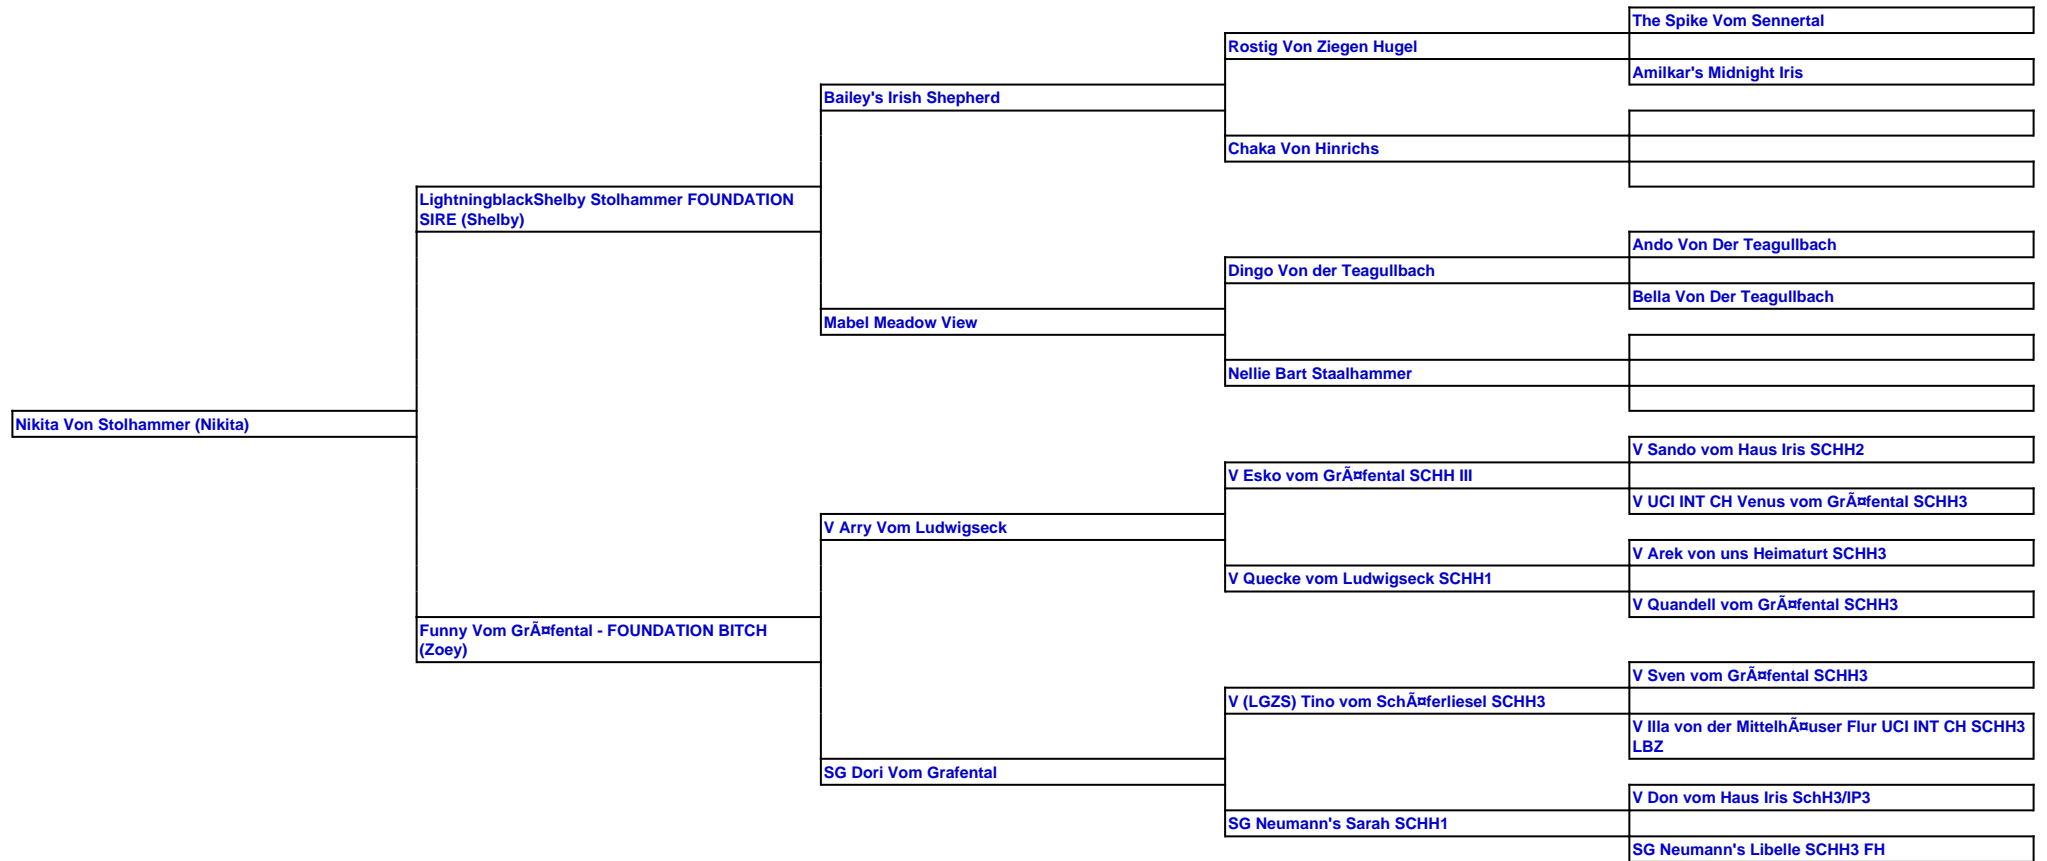 The Spike Vom Sennertal
Rostig Von Ziegen Hugel
Amilkar's Midnight Iris
Bailey's Irish Shepherd
Chaka Von Hinrichs
LightningblackShelby Stolhammer FOUNDATION
SIRE (Shelby)
Ando Von Der Teagullbach
Dingo Von der Teagullbach
Bella Von Der Teagullbach
Mabel Meadow View
Nellie Bart Staalhammer
Nikita Von Stolhammer (Nikita)
V Sando vom Haus Iris SCHH2
V Esko vom GrÃ¤fental SCHH III
V UCI INT CH Venus vom GrÃ¤fental SCHH3
V Arry Vom Ludwigseck
V Arek von uns Heimaturt SCHH3
V Quecke vom Ludwigseck SCHH1
V Quandell vom GrÃ¤fental SCHH3
Funny Vom GrÃ¤fental - FOUNDATION BITCH
(Zoey)
V Sven vom GrÃ¤fental SCHH3
V (LGZS) Tino vom SchÃ¤ferliesel SCHH3
V Illa von der MittelhÃ¤user Flur UCI INT CH SCHH3
LBZ
SG Dori Vom Grafental
V Don vom Haus Iris SchH3/IP3
SG Neumann's Sarah SCHH1
SG Neumann's Libelle SCHH3 FH